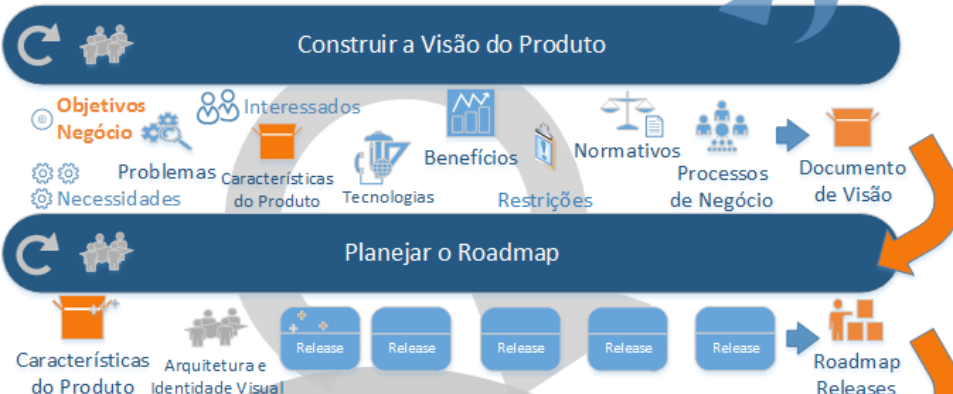 Construir a Visão do Produto
Objetivos
Negócio
Interessados
Problemas
Necessidades
Características
do Produto
Tecnologias
Benefícios
Restrições
Normativos
Processos
de Negócio
Documento
de Visão
Planejar o Roadmap
Características
do Produto
Arquitetura e
Identidade Visual
Release
Release
Release
Release
Release
Roadmap
Releases